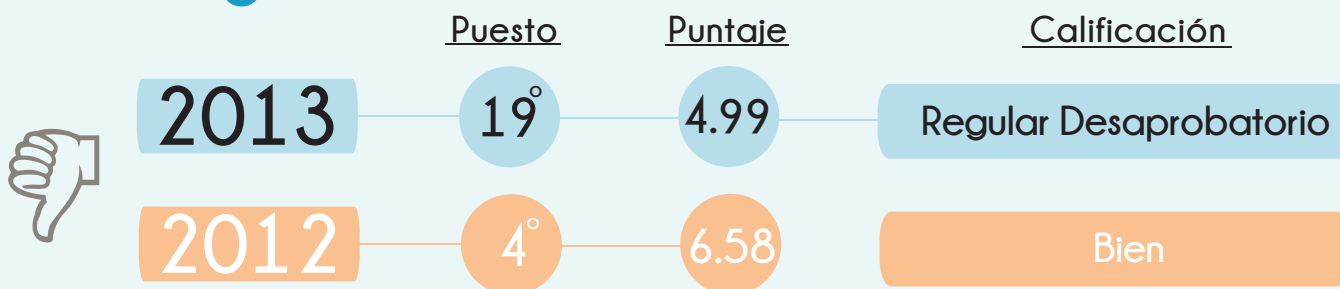 Puesto Puntaje Calificación
2013 19° 4.99 Regular Desaprobatorio
2012 4° 6.58 Bien